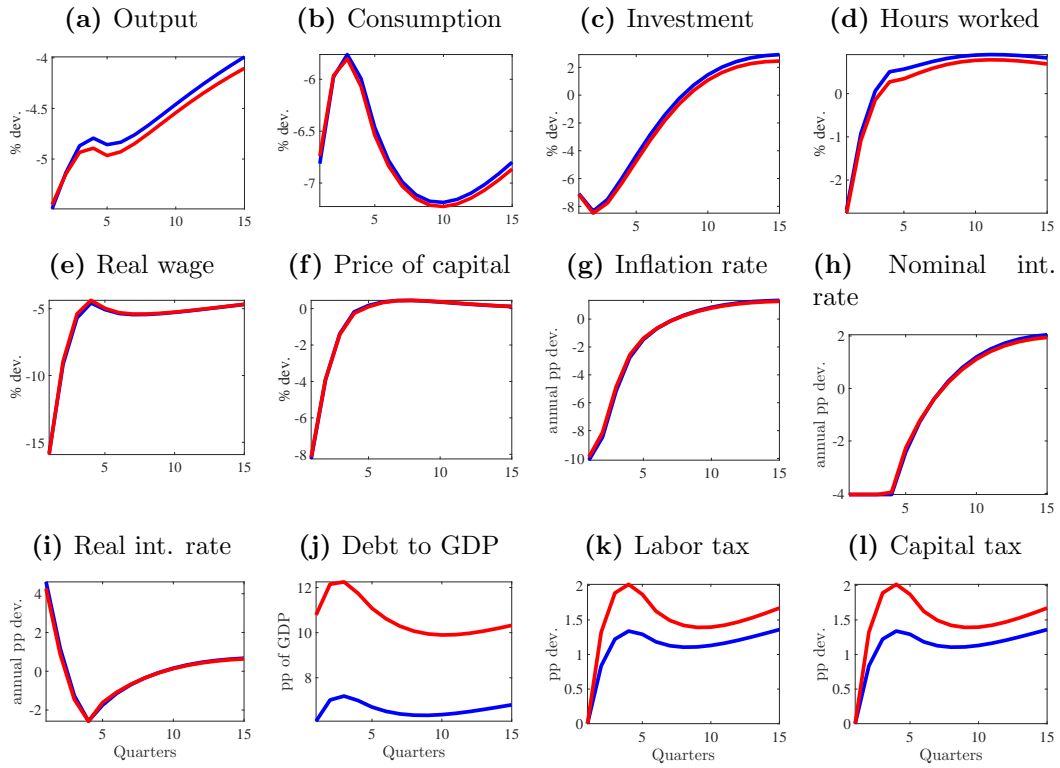 (a) Output
-4
-4.5
-5
% dev.
5 10 15
(b) Consumption
-6
-6.5
-7
% dev.
5 10 15
(c) Investment
2
0
-2
-4
-6
-8
% dev.
5 10 15
(d) Hours worked
0
-1
-2
% dev.
5 10 15
(e) Real wage
-5
-10
-15
% dev.
5 10 15
(f) Price of capital
0
-2
-4
-6
-8
% dev.
5 10 15
(g) Inflation rate
0
-2
-4
-6
-8
-10
annual pp dev.
5 10 15
(h) Nominal int.
rate
2
0
-2
-4
annual pp dev.
5 10 15
(i) Real int. rate
4
2
0
-2
annual pp dev.
5 10 15
Quarters
(j) Debt to GDP
12
10
8
pp of GDP
5 10 15
Quarters
(k) Labor tax
2
1.5
1
0.5
0
pp dev.
5 10 15
Quarters
(l) Capital tax
2
1.5
1
0.5
0
pp dev.
5 10 15
Quarters